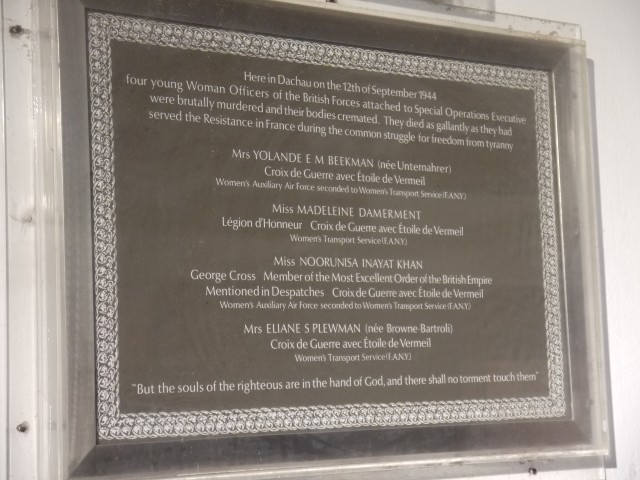 Here in Dachau on the 12th of September 1944
four young Woman Officers of the British Forces attached to Special Operations Executive
were brutally murdered and their bodies cremated. They died as gallantly as they had
served the Resistance in France during the common struggle for freedom from tyranny
Mrs YOLANDE E M BEEKMAN (née Unternahrer)
Croix de Guerre avec Étoile de Vermeil
Women's Auxiliary Air Force seconded to Women's Transport Service (F.A.N.Y.)
Miss MADELEINE DAMERMENT
Légion d'Honneur Croix de Guerre avec Étoile de Vermeil
Women's Transport Service (F.A.N.Y.)
Miss NOORUNISA INAYAT KHAN
George Cross Member of the Most Excellent Order of the British Empire
Mentioned in Despatches Croix de Guerre avec Étoile de Vermeil
Women's Auxiliary Air Force seconded to Women's Transport Service (F.A.N.Y.)
Mrs ELIANE S PLEWMAN (née Browne-Bartroli)
Croix de Guerre avec Étoile de Vermeil
Women's Transport Service (F.A.N.Y.)
"But the souls of the righteous are in the hand of God, and there shall no torment touch them"